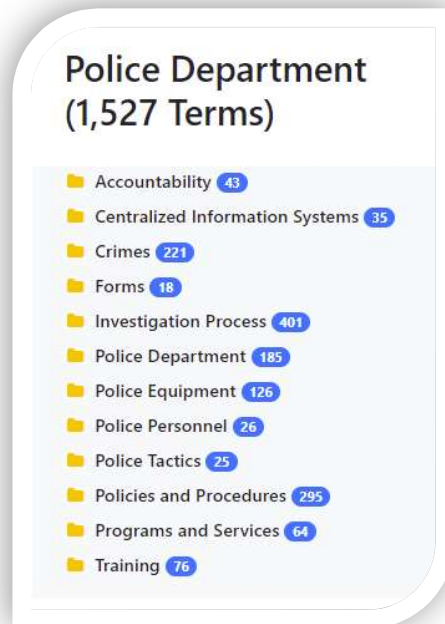 Police Department
(1,527 Terms)
Accountability 43
Centralized Information Systems 35
Crimes 221
Forms 18
Investigation Process 401
Police Department 185
Police Equipment 126
Police Personnel 26
Police Tactics 25
Policies and Procedures 295
Programs and Services 64
Training 76